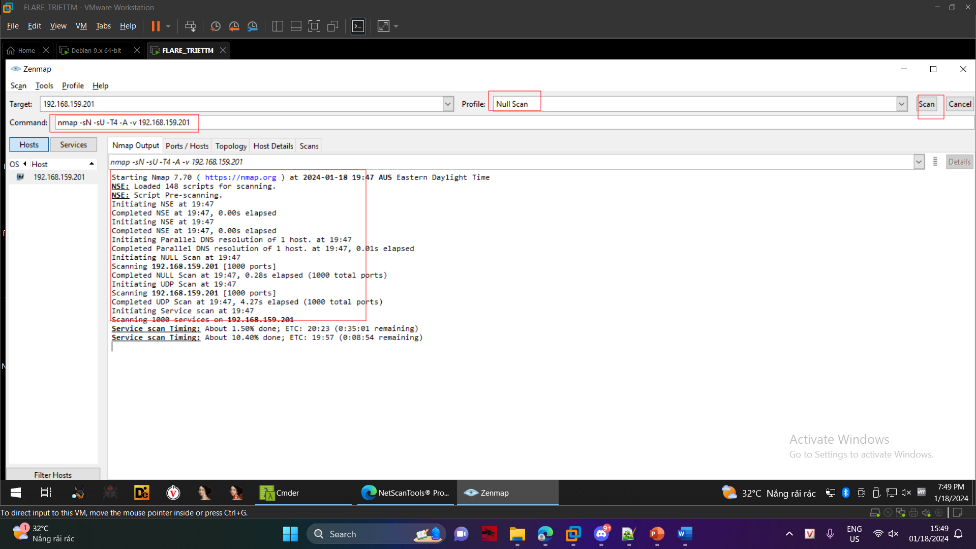 FLARE_TRIETTM - VMware Workstation
File Edit View VM Tabs Help
Home Debian 9.x 64-bit FLARE_TRIETTM
Zenmap
Scan Tools Profile Help
Target: 192.168.159.201 Profile: Null Scan Scan Cancel
Command: nmap -sN -sU -T4 -A -v 192.168.159.201
Hosts Services Nmap Output Ports / Hosts Topology Host Details Scans
OS Host nmap -sN -sU -T4 -A -v 192.168.159.201 Details
192.168.159.201
Starting Nmap 7.70 ( https://nmap.org ) at 2024-01-18 19:47 AUS Eastern Daylight Time
NSE: Loaded 148 scripts for scanning.
NSE: Script Pre-scanning.
Initiating NSE at 19:47
Completed NSE at 19:47, 0.00s elapsed
Initiating NSE at 19:47
Completed NSE at 19:47, 0.00s elapsed
Initiating Parallel DNS resolution of 1 host. at 19:47
Completed Parallel DNS resolution of 1 host. at 19:47, 0.01s elapsed
Initiating NULL Scan at 19:47
Scanning 192.168.159.201 [1000 ports]
Completed NULL Scan at 19:47, 0.28s elapsed (1000 total ports)
Initiating UDP Scan at 19:47
Scanning 192.168.159.201 [1000 ports]
Completed UDP Scan at 19:47, 4.27s elapsed (1000 total ports)
Initiating Service scan at 19:47
Scanning 1000 services on 192.168.159.201
Service scan Timing: About 1.50% done; ETC: 20:23 (0:35:01 remaining)
Service scan Timing: About 10.40% done; ETC: 19:57 (0:08:54 remaining)
Activate Windows
Go to Settings to activate Windows.
Filter Hosts
Cmder NetScanTools® Pro... Zenmap 32°C Nắng rải rác 7:49 PM
1/18/2024
To direct input to this VM, move the mouse pointer inside or press Ctrl+G.
32°C
Nắng rải rác
Search
ENG
US
15:49
01/18/2024